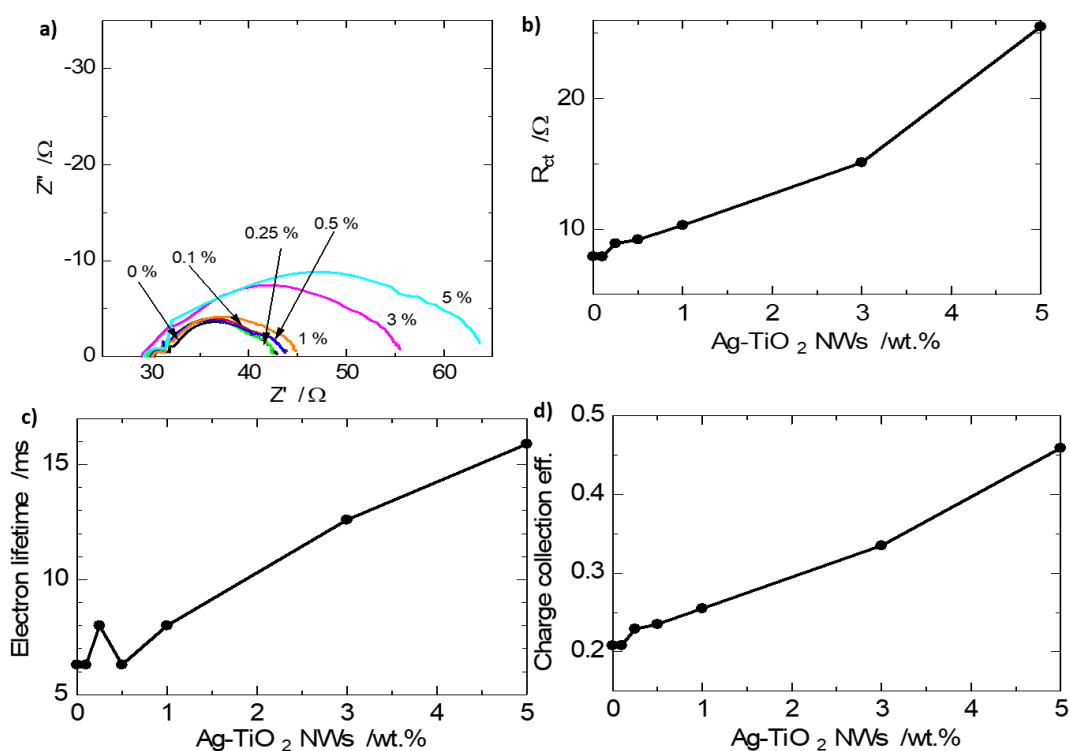 a)
-30
-20
-10
0
Z'' /Ω
0 %
0.1 %
0.25 %
0.5 %
1 %
3 %
5 %
30 40 50 60
Z' /Ω
b)
20
10
R_ct /Ω
0 1 2 3 4 5
Ag-TiO ₂ NWs /wt.%
c)
15
10
5
Electron lifetime /ms
0 1 2 3 4 5
Ag-TiO ₂ NWs /wt.%
d)
0.5
0.4
0.3
0.2
Charge collection eff.
0 1 2 3 4 5
Ag-TiO ₂ NWs /wt.%